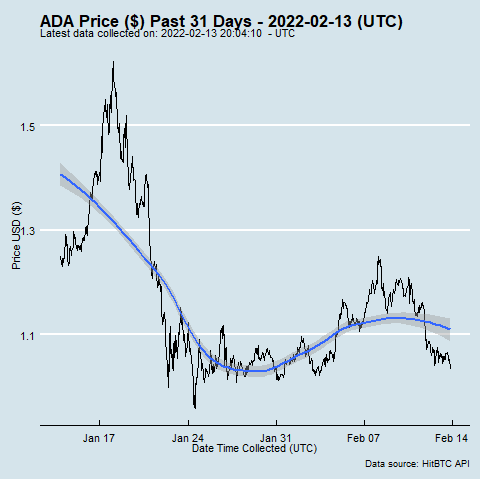 ADA Price ($) Past 31 Days - 2022-02-13 (UTC)
Latest data collected on: 2022-02-13 20:04:10 - UTC
1.5
1.3
1.1
Price USD ($)
Jan 17 Jan 24 Jan 31 Feb 07 Feb 14
Date Time Collected (UTC)
Data source: HitBTC API